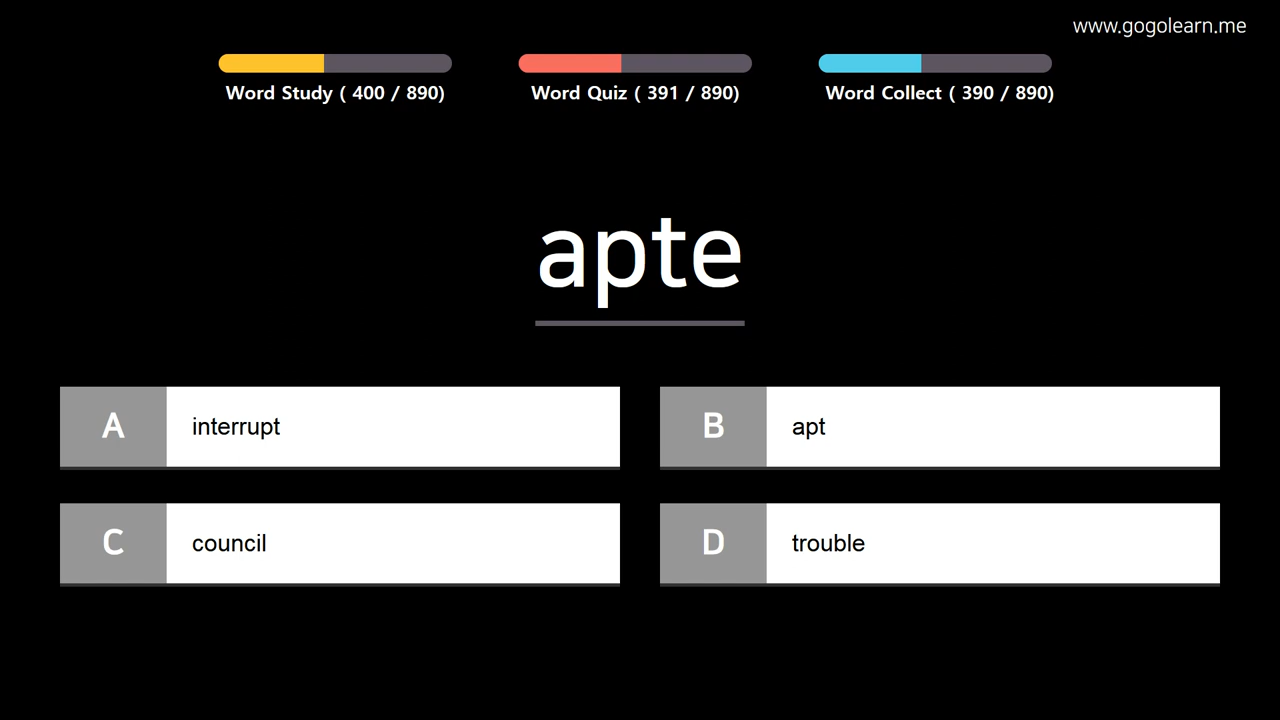 www.gogolearn.me
Word Study ( 400 / 890)
Word Quiz ( 391 / 890)
Word Collect ( 390 / 890)
apte
A interrupt
B apt
C council
D trouble